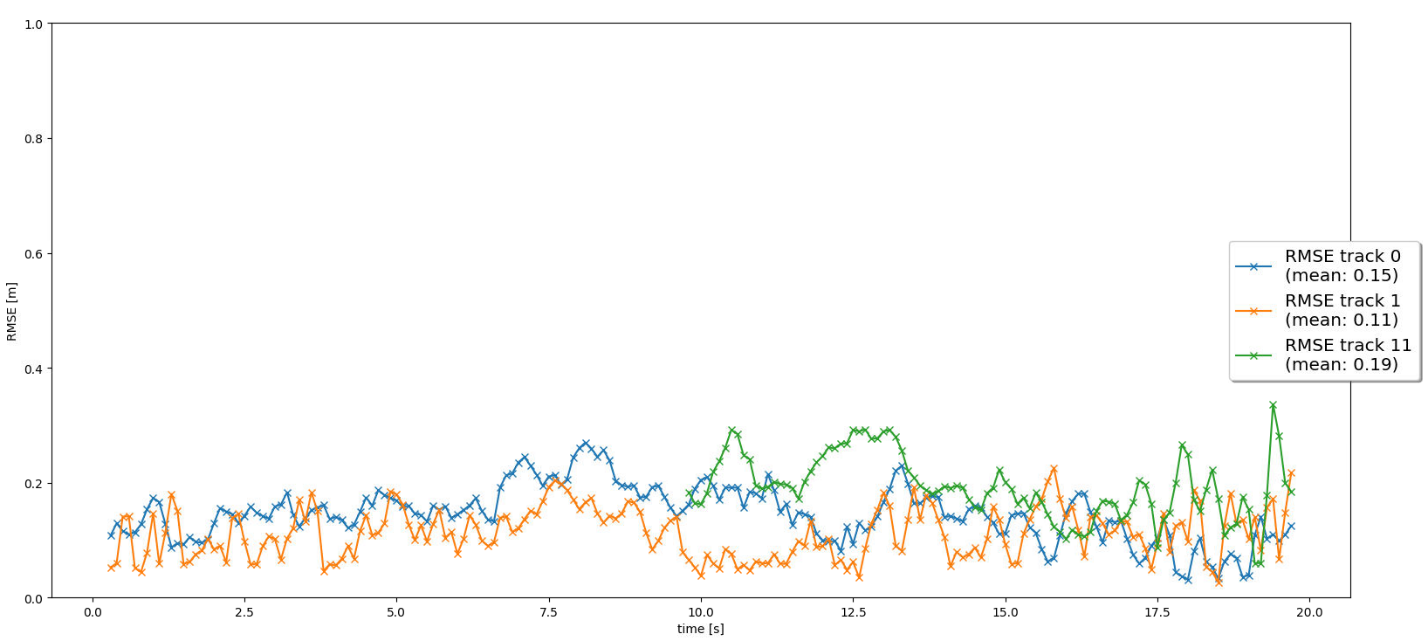 1.0
0.8
0.6
0.4
0.2
0.0
RMSE [m]
0.0 2.5 5.0 7.5 10.0 12.5 15.0 17.5 20.0
time [s]
RMSE track 0
(mean: 0.15)
RMSE track 1
(mean: 0.11)
RMSE track 11
(mean: 0.19)